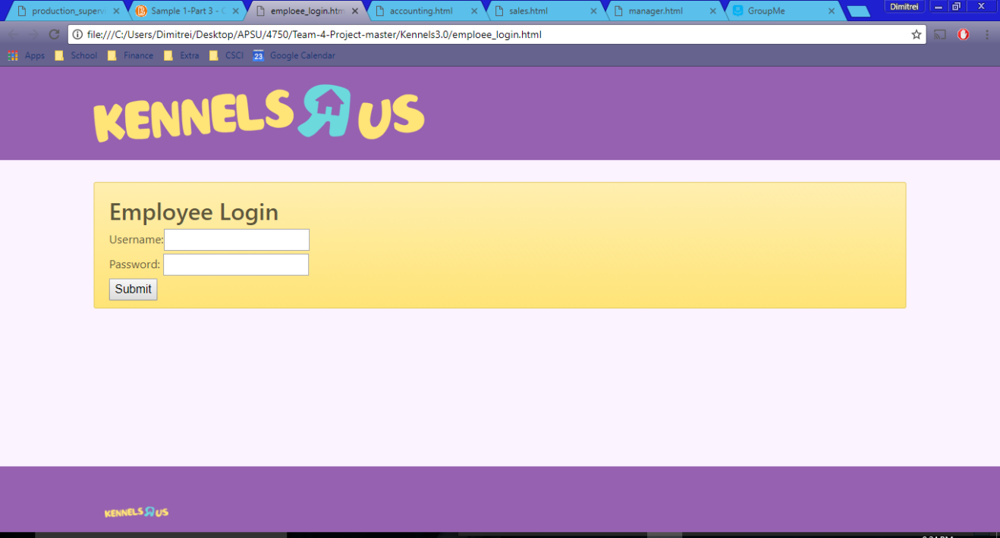 production_superv
Sample 1-Part 3 - G
emploee_login.htm
accounting.html
sales.html
manager.html
GroupMe
Dimitrei
file:///C:/Users/Dimitrei/Desktop/APSU/4750/Team-4-Project-master/Kennels3.0/emploee_login.html
Apps School Finance Extra CSCI 23 Google Calendar
KENNELS R US
Employee Login
Username:
Password:
Submit
KENNELS R US